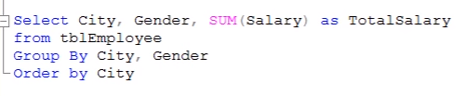 Select City, Gender, SUM(Salary) as TotalSalary
from tblEmployee
Group By City, Gender
Order by City